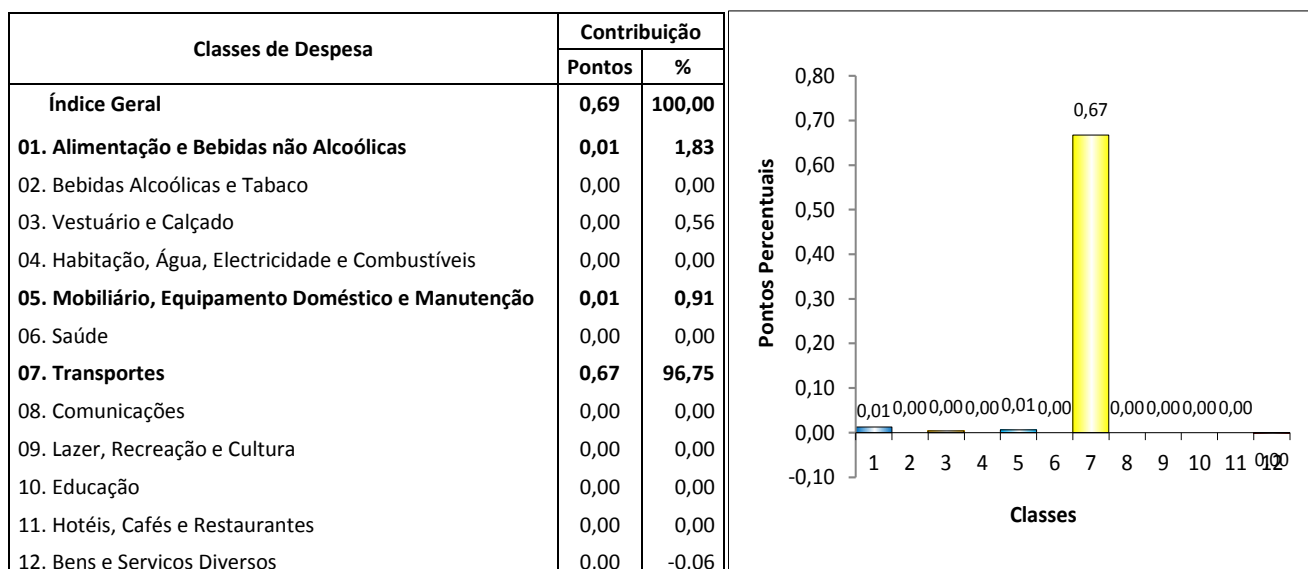 Classes de Despesa Contribuição
Pontos %
Índice Geral 0,69 100,00
01. Alimentação e Bebidas não Alcoólicas 0,01 1,83
02. Bebidas Alcoólicas e Tabaco 0,00 0,00
03. Vestuário e Calçado 0,00 0,56
04. Habitação, Água, Electricidade e Combustíveis 0,00 0,00
05. Mobiliário, Equipamento Doméstico e Manutenção 0,01 0,91
06. Saúde 0,00 0,00
07. Transportes 0,67 96,75
08. Comunicações 0,00 0,00
09. Lazer, Recreação e Cultura 0,00 0,00
10. Educação 0,00 0,00
11. Hotéis, Cafés e Restaurantes 0,00 0,00
12. Bens e Serviços Diversos 0,00 -0,06
Pontos Percentuais
0,80
0,70
0,60
0,50
0,40
0,30
0,20
0,10
0,00
-0,10
0,01 0,00 0,00 0,00 0,01 0,00 0,67 0,00 0,00 0,00 0,00 0,00
1 2 3 4 5 6 7 8 9 10 11 12
Classes